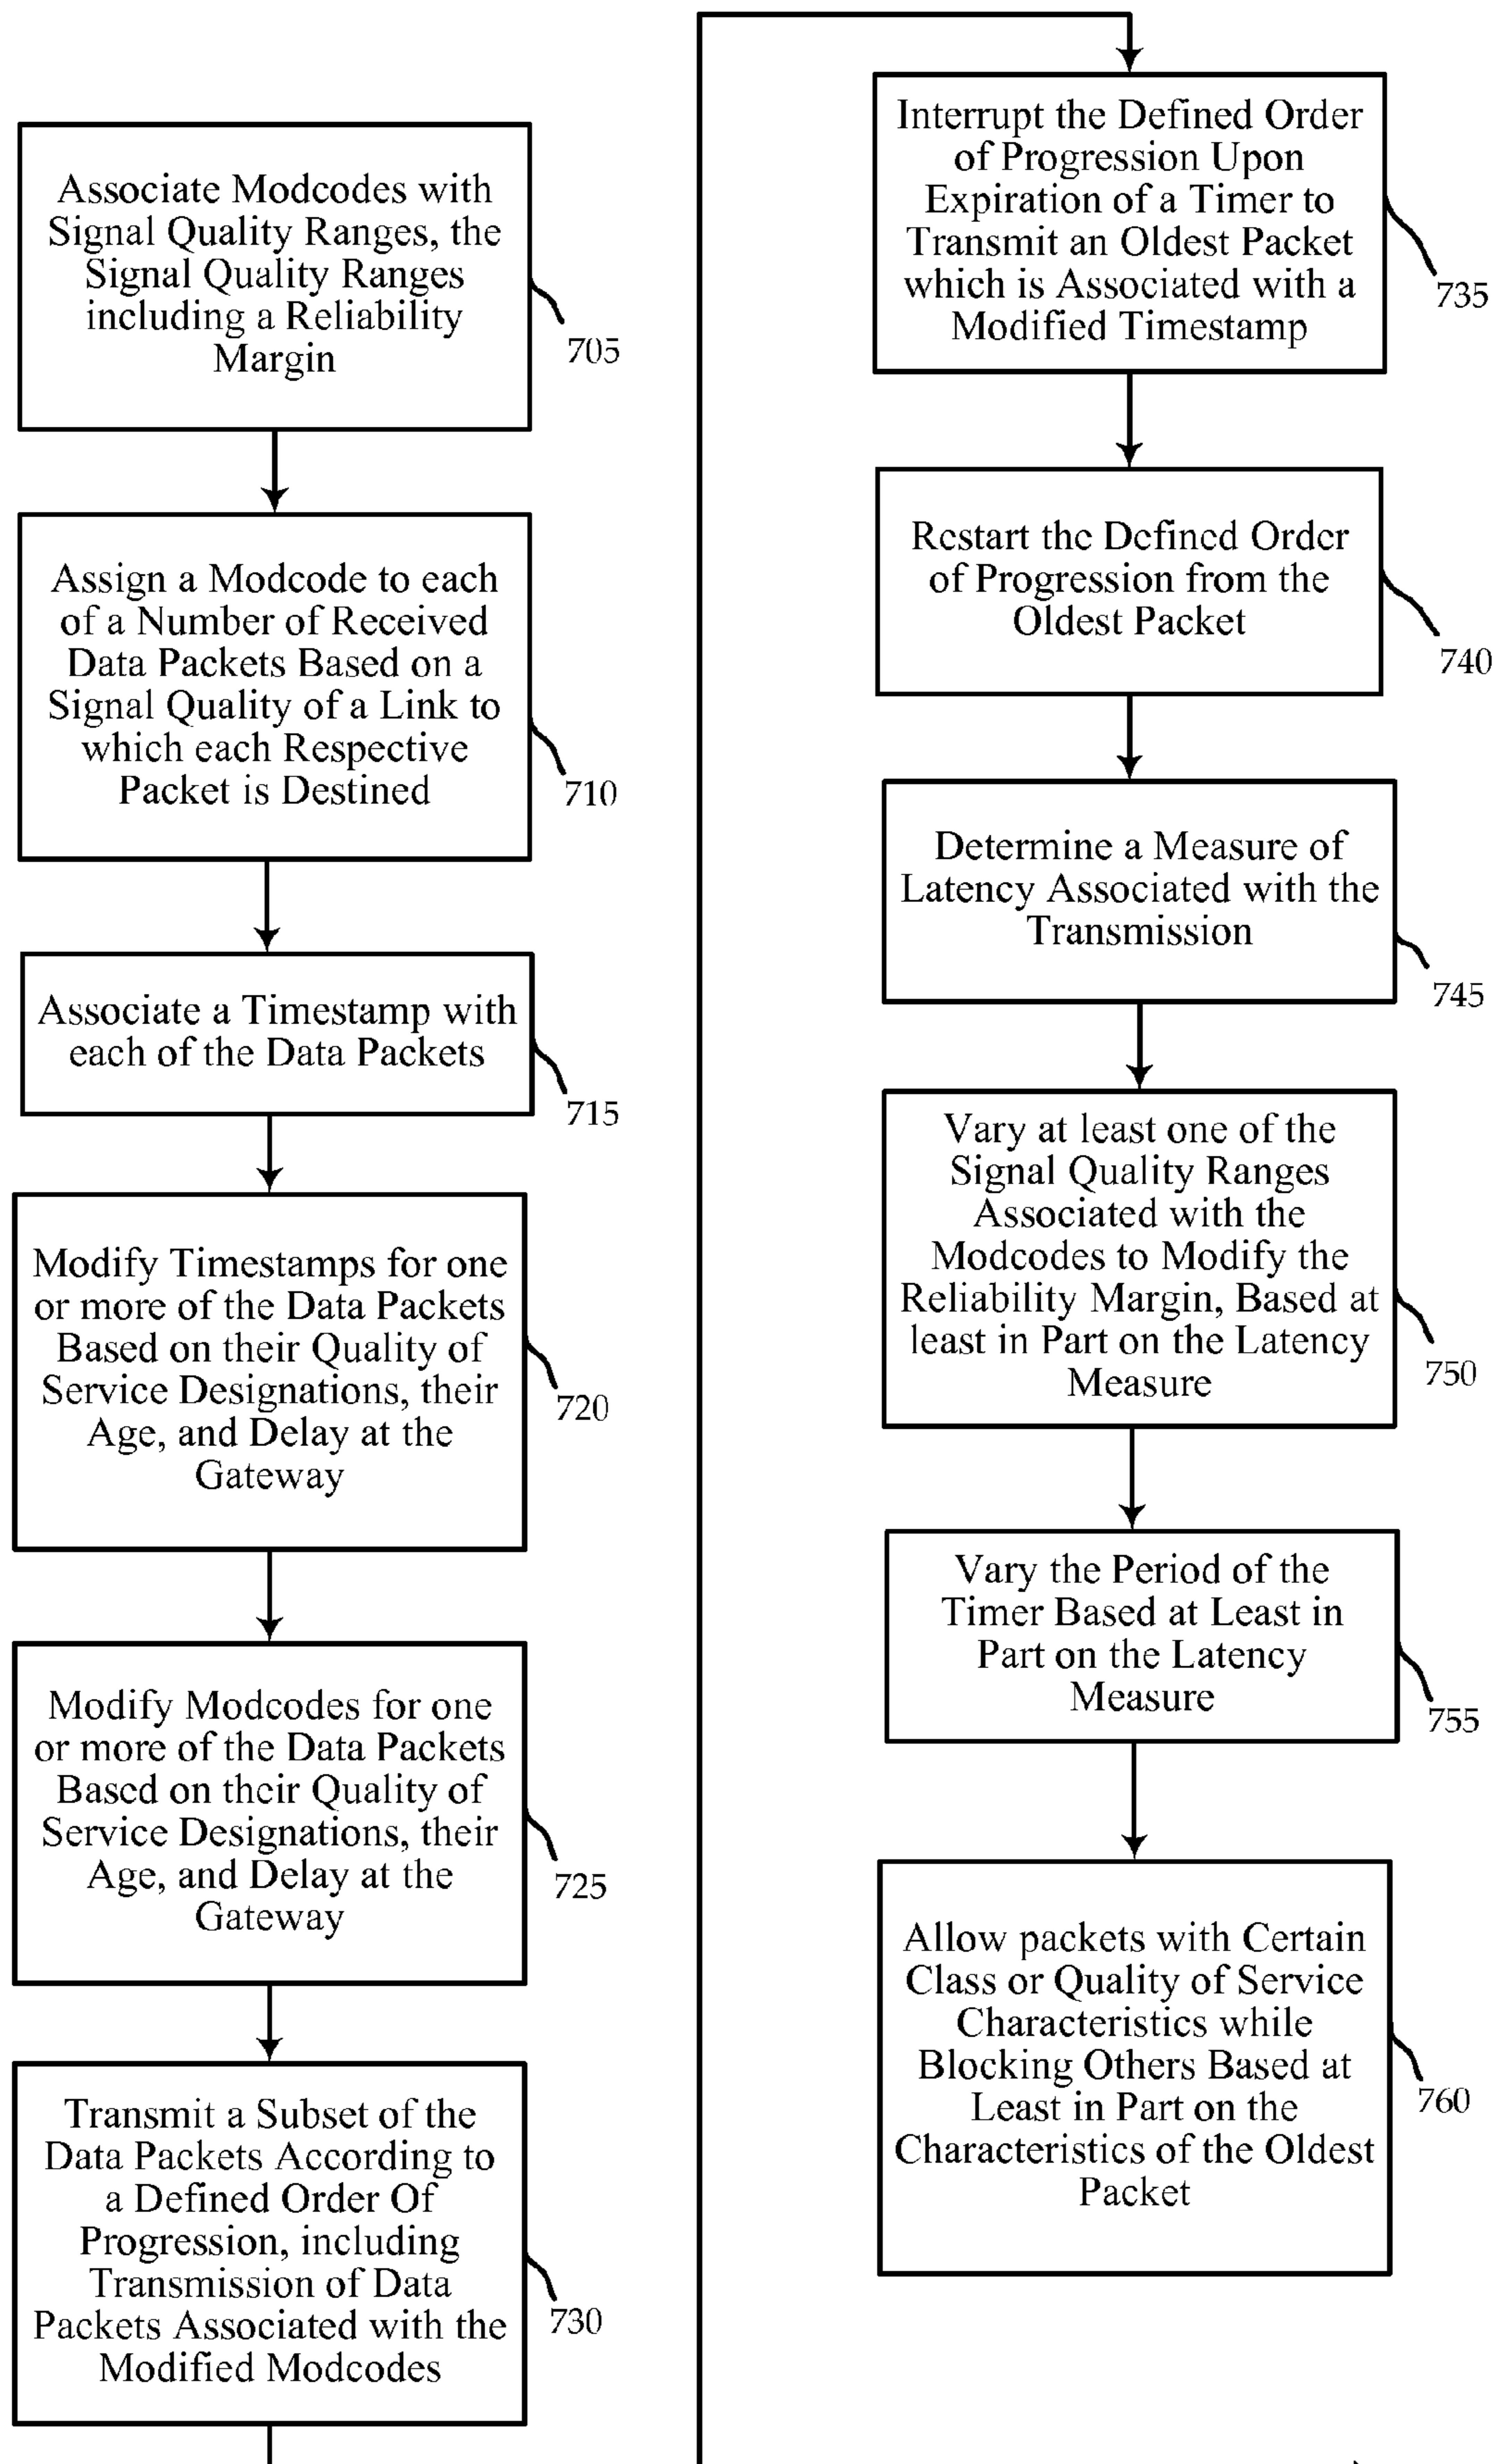 Associate Modcodes with
Signal Quality Ranges, the
Signal Quality Ranges
including a Reliability
Margin
705
Assign a Modcode to each
of a Number of Received
Data Packets Based on a
Signal Quality of a Link to
which each Respective
Packet is Destined
710
Associate a Timestamp with
each of the Data Packets
715
Modify Timestamps for one
or more of the Data Packets
Based on their Quality of
Service Designations, their
Age, and Delay at the
Gateway
720
Modify Modcodes for one
or more of the Data Packets
Based on their Quality of
Service Designations, their
Age, and Delay at the
Gateway
725
Transmit a Subset of the
Data Packets According to
a Defined Order Of
Progression, including
Transmission of Data
Packets Associated with the
Modified Modcodes
730
Interrupt the Defined Order
of Progression Upon
Expiration of a Timer to
Transmit an Oldest Packet
which is Associated with a
Modified Timestamp
735
Restart the Defined Order
of Progression from the
Oldest Packet
740
Determine a Measure of
Latency Associated with the
Transmission
745
Vary at least one of the
Signal Quality Ranges
Associated with the
Modcodes to Modify the
Reliability Margin, Based at
least in Part on the Latency
Measure
750
Vary the Period of the
Timer Based at Least in
Part on the Latency
Measure
755
Allow packets with Certain
Class or Quality of Service
Characteristics while
Blocking Others Based at
Least in Part on the
Characteristics of the Oldest
Packet
760